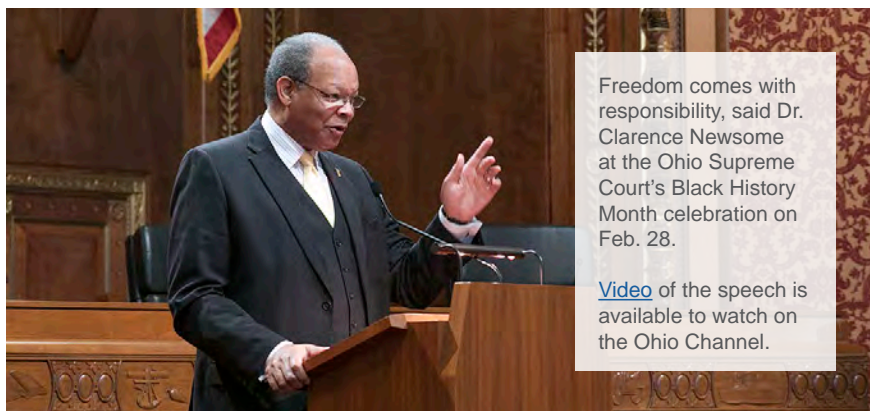 Freedom comes with
responsibility, said Dr.
Clarence Newsome
at the Ohio Supreme
Court’s Black History
Month celebration on
Feb. 28.
Video of the speech is
available to watch on
the Ohio Channel.